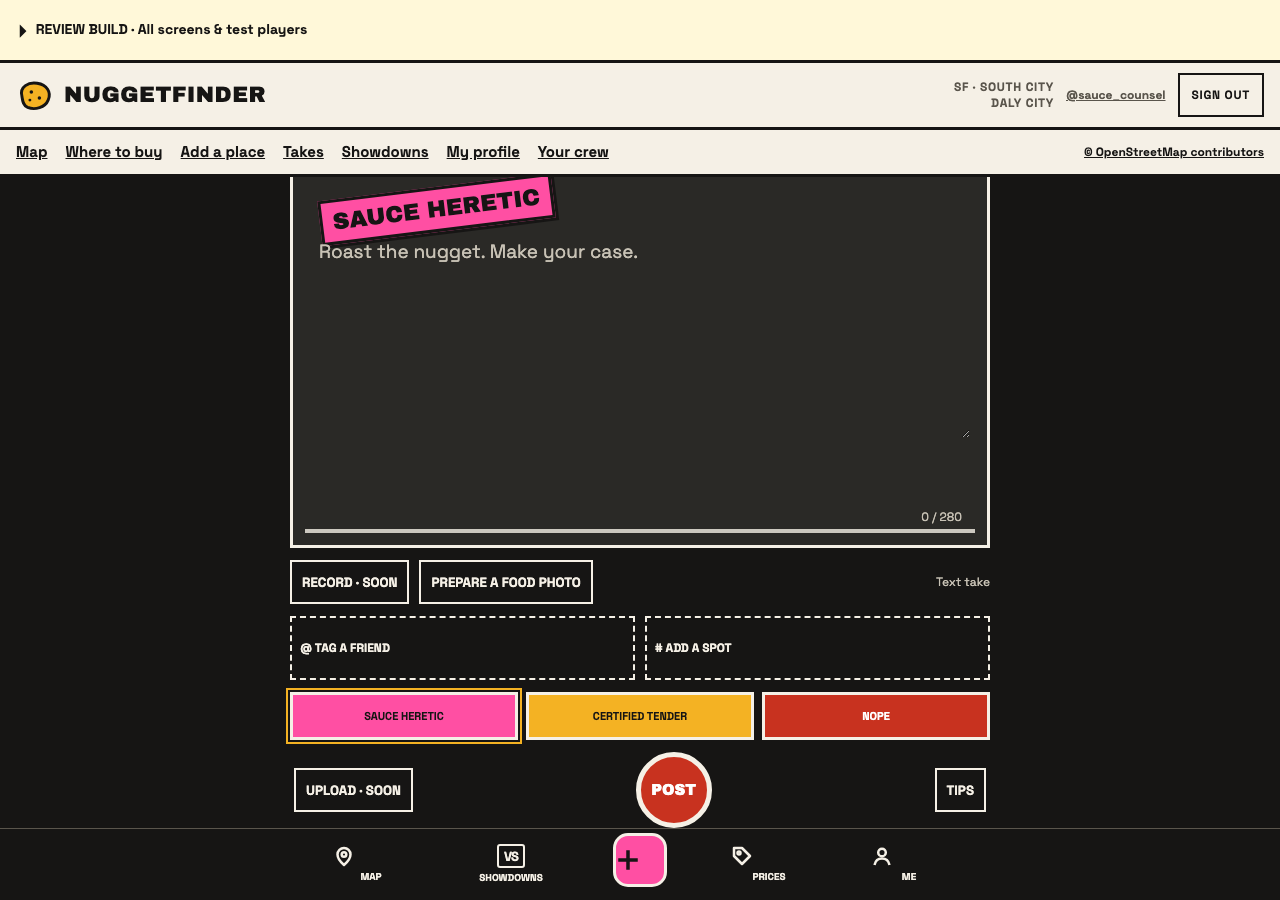 REVIEW BUILD · All screens & test players
NUGGETFINDER
SF · SOUTH CITY
DALY CITY
@sauce_counsel
SIGN OUT
Map
Where to buy
Add a place
Takes
Showdowns
My profile
Your crew
© OpenStreetMap contributors
SAUCE HERETIC
Roast the nugget. Make your case.
0 / 280
RECORD · SOON
PREPARE A FOOD PHOTO
Text take
@ TAG A FRIEND
# ADD A SPOT
SAUCE HERETIC
CERTIFIED TENDER
NOPE
UPLOAD · SOON
POST
TIPS
MAP
VS
SHOWDOWNS
+
PRICES
ME